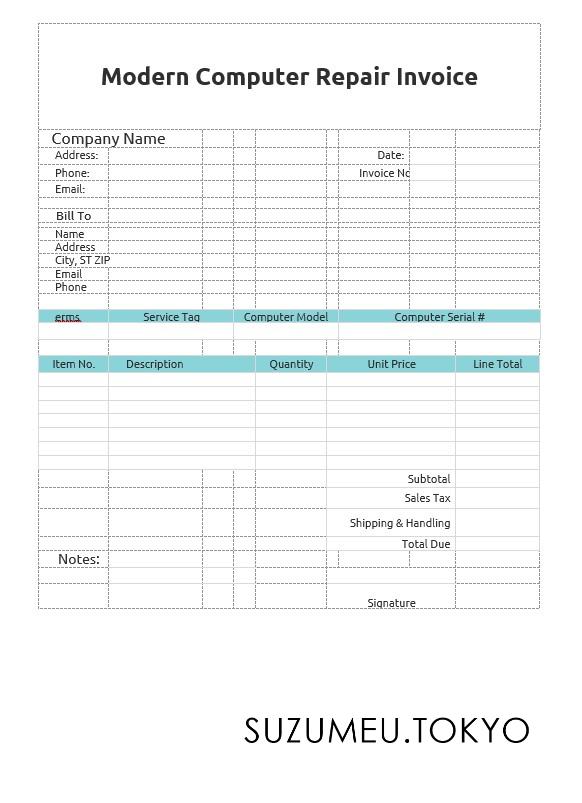 Modern Computer Repair Invoice
Company Name
Address: Date:
Phone: Invoice No
Email:
Bill To
Name
Address
City, ST ZIP
Email
Phone
erms Service Tag Computer Model Computer Serial #
Item No. Description Quantity Unit Price Line Total
Subtotal
Sales Tax
Shipping & Handling
Total Due
Notes:
Signature
SUZUMEU.TOKYO